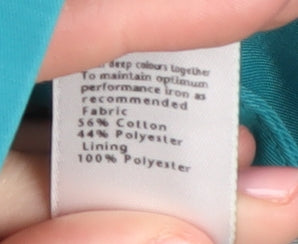 deep colours together
To maintain optimum
performance iron as
recommended
Fabric
56% Cotton
44% Polyester
Lining
100% Polyester